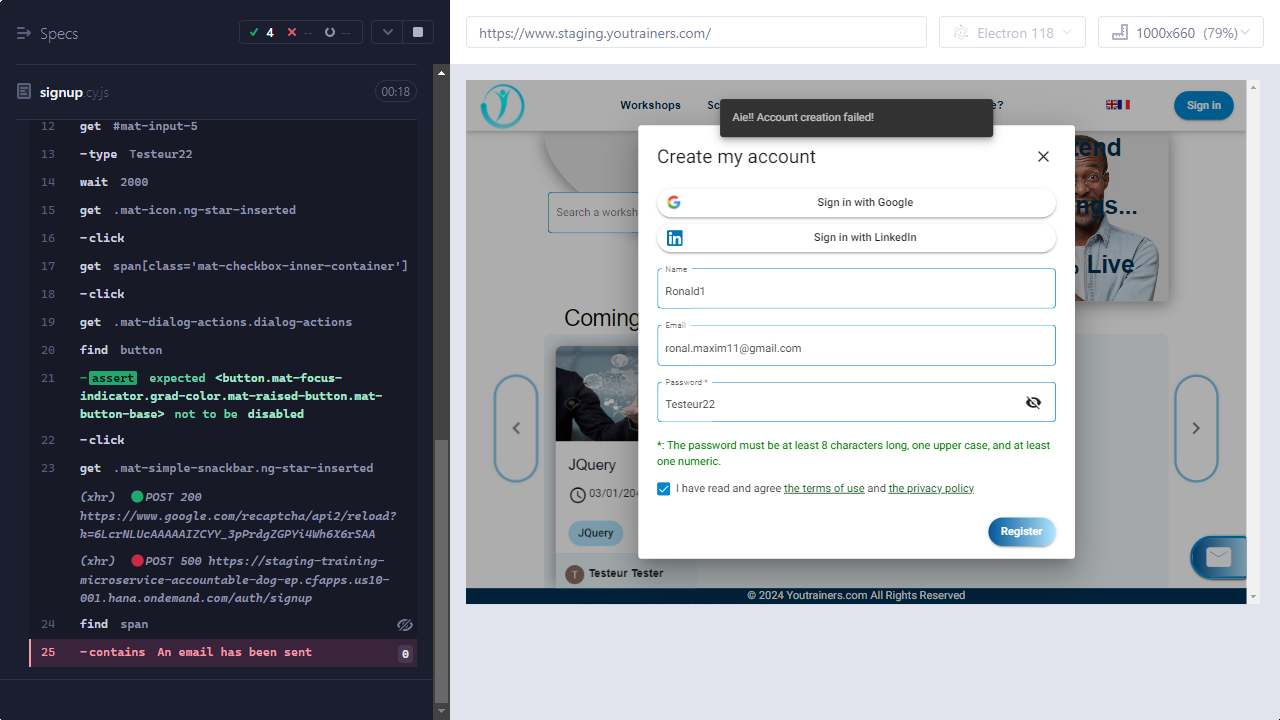 Specs
4
--
--
https://www.staging.youtrainers.com/
Electron 118
1000x660 (79%)
signup.cy.js
00:18
12 get #mat-input-5
13 -type Testeur22
14 wait 2000
15 get .mat-icon.ng-star-inserted
16 -click
17 get span[class='mat-checkbox-inner-container']
18 -click
19 get .mat-dialog-actions.dialog-actions
20 find button
21 -assert expected <button.mat-focus-
indicator.grad-color.mat-raised-button.mat-
button-base> not to be disabled
22 -click
23 get .mat-simple-snackbar.ng-star-inserted
(xhr) POST 200
https://www.google.com/recaptcha/api2/reload?
k=6LcrNLUcAAAAAIZCYY_3pPrdgZGPYi4Wh6X6rSAA
(xhr) POST 500 https://staging-training-
microservice-accountable-dog-ep.cfapps.us10-
001.hana.ondemand.com/auth/signup
24 find span
25 -contains An email has been sent
0
Workshops
Sign in
Aie!! Account creation failed!
Create my account
Sign in with Google
Sign in with LinkedIn
Name
Ronald1
Email
ronal.maxim11@gmail.com
Password *
Testeur22
*: The password must be at least 8 characters long, one upper case, and at least
one numeric.
I have read and agree the terms of use and the privacy policy
Register
Search a worksh
end
ngs...
Live
Coming
JQuery
03/01/204
JQuery
T
Testeur Tester
© 2024 Youtrainers.com All Rights Reserved